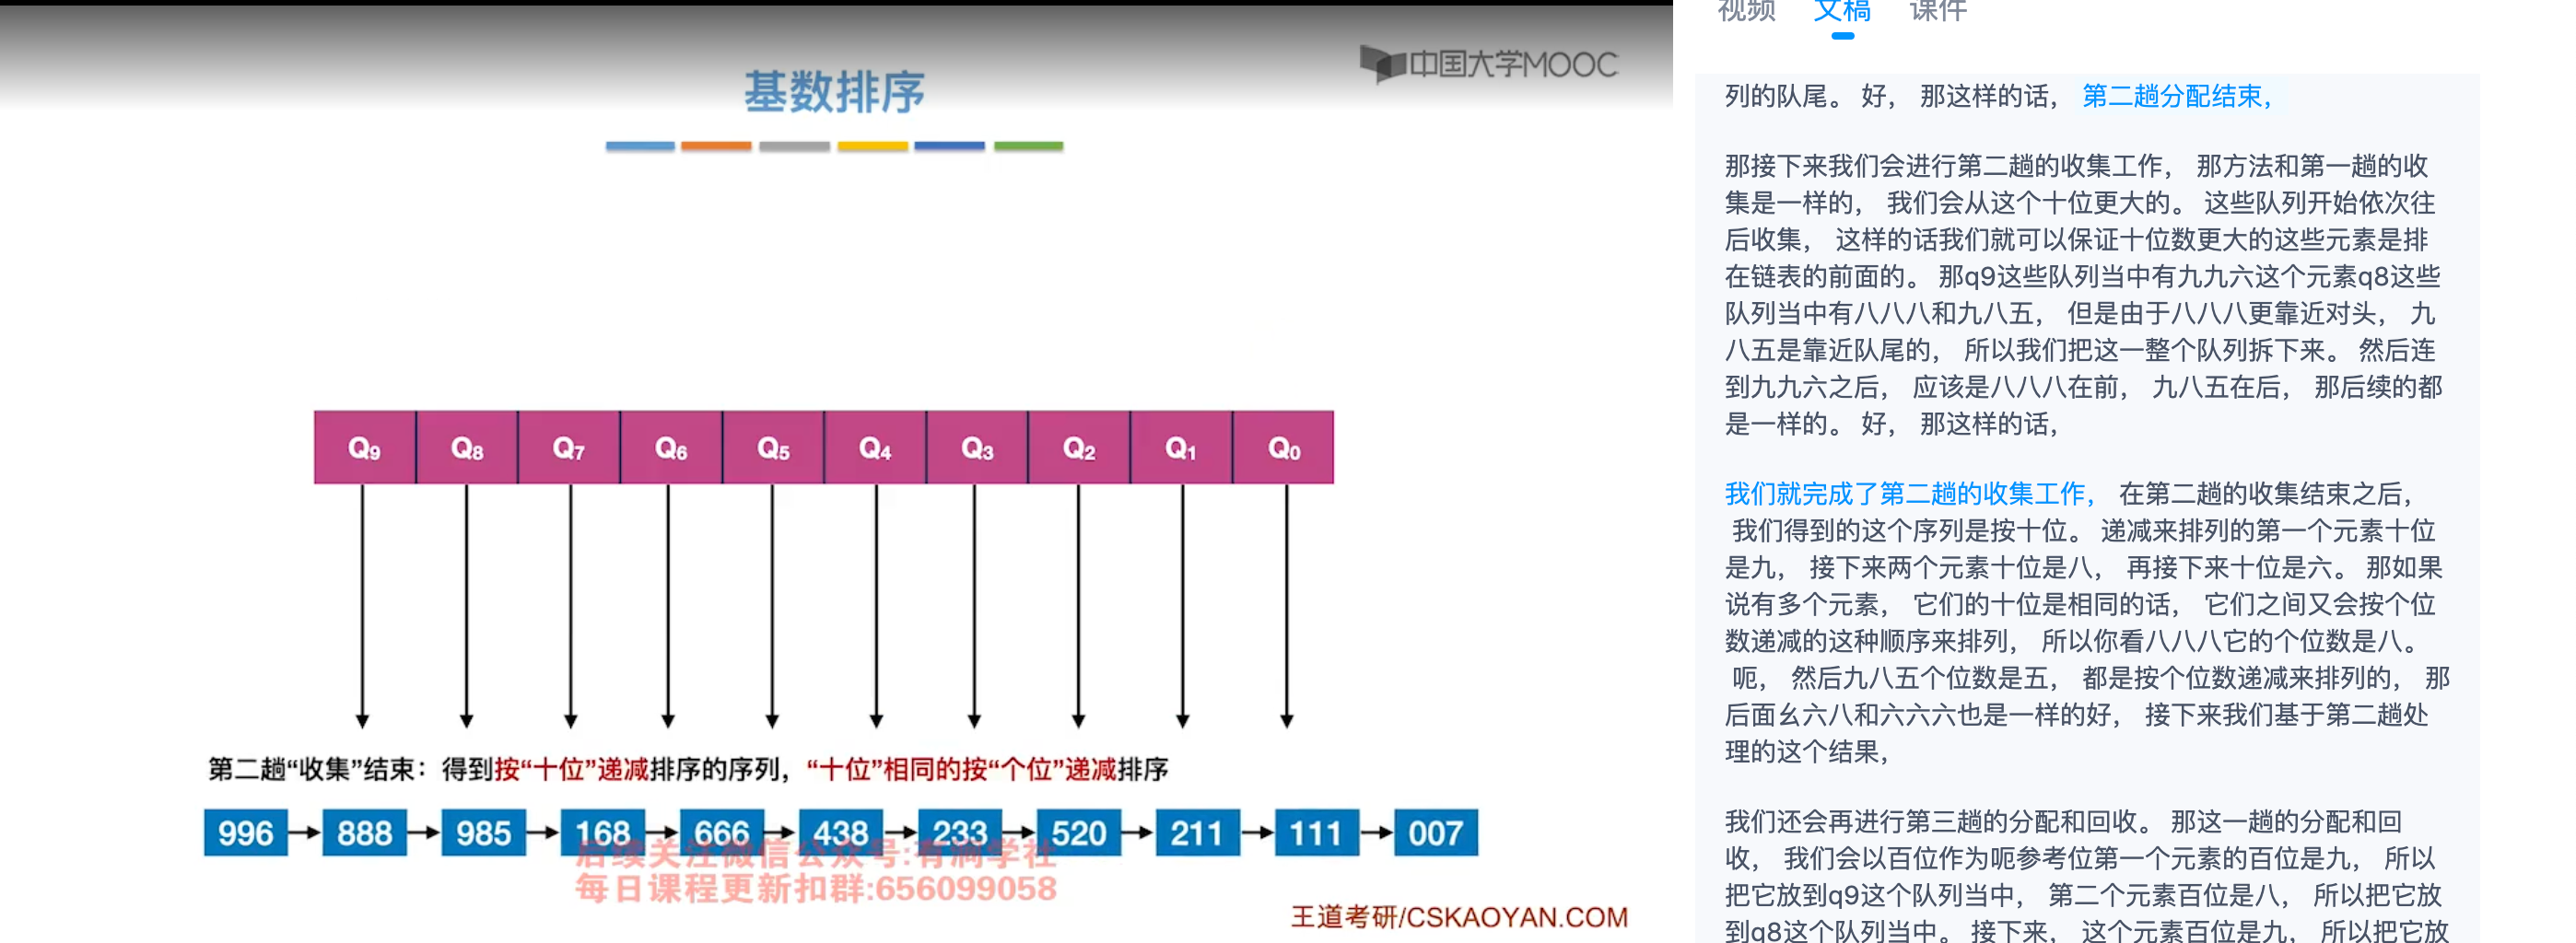 中国大学MOOC
基数排序
Q9 Q8 Q7 Q6 Q5 Q4 Q3 Q2 Q1 Q0
第二趟“收集”结束：得到按“十位”递减排序的序列，“十位”相同的按“个位”递减排序
996 888 985 168 666 438 233 520 211 111 007
后续关注微信公众号:有滴学社
每日课程更新扣群:656099058
王道考研/CSKAOYAN.COM
视频 文稿 课件
列的队尾。 好， 那这样的话， 第二趟分配结束，
那接下来我们会进行第二趟的收集工作， 那方法和第一趟的收
集是一样的， 我们会从这个十位更大的。 这些队列开始依次往
后收集， 这样的话我们就可以保证十位数更大的这些元素是排
在链表的前面的。 那q9这些队列当中有九九六这个元素q8这些
队列当中有八八八和九八五， 但是由于八八八更靠近对头， 九
八五是靠近队尾的， 所以我们把这一整个队列拆下来。 然后连
到九九六之后， 应该是八八八在前， 九八五在后， 那后续的都
是一样的。 好， 那这样的话，
我们就完成了第二趟的收集工作， 在第二趟的收集结束之后，
我们得到的这个序列是按十位。 递减来排列的第一个元素十位
是九， 接下来两个元素十位是八， 再接下来十位是六。 那如果
说有多个元素， 它们的十位是相同的话， 它们之间又会按个位
数递减的这种顺序来排列， 所以你看八八八它的个位数是八。
呃， 然后九八五个位数是五， 都是按个位数递减来排列的， 那
后面幺六八和六六六也是一样的好， 接下来我们基于第二趟处
理的这个结果，
我们还会再进行第三趟的分配和回收。 那这一趟的分配和回
收， 我们会以百位作为呃参考位第一个元素的百位是九， 所以
把它放到q9这个队列当中， 第二个元素百位是八， 所以把它放
到q8这个队列当中。 接下来， 这个元素百位是九， 所以把它放